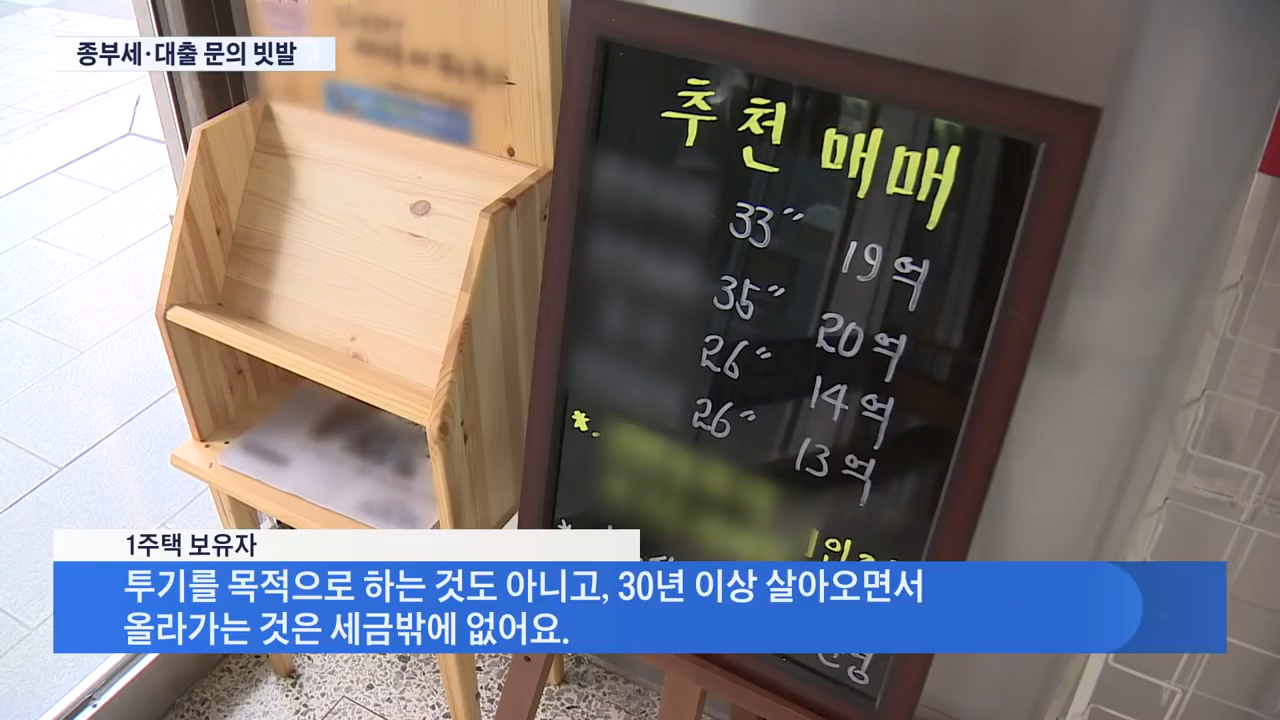 종부세·대출 문의 빗발
추천 매매
33" 19억
35" 20억
26" 14억
26" 13억
*.
1주택 보유자
투기를 목적으로 하는 것도 아니고, 30년 이상 살아오면서
올라가는 것은 세금밖에 없어요.